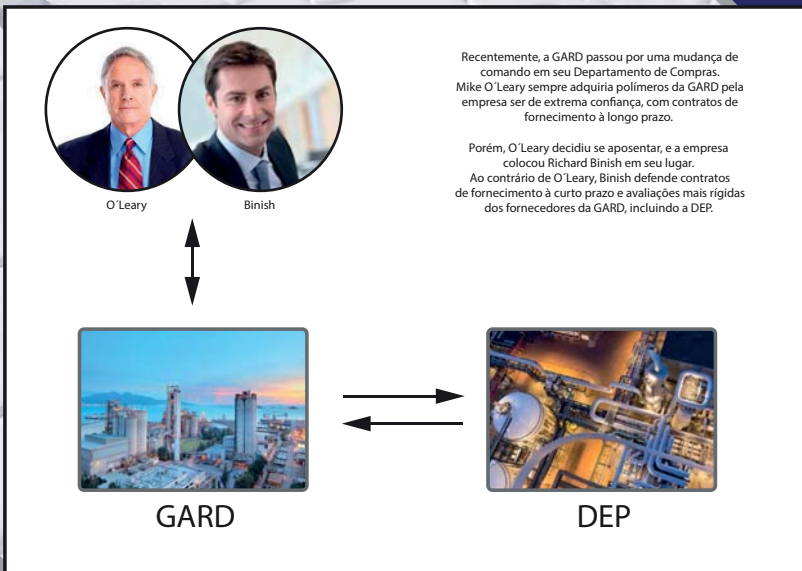 Recentemente, a GARD passou por uma mudança de
comando em seu Departamento de Compras.
Mike O´Leary sempre adquiria polímeros da GARD pela
empresa ser de extrema confiança, com contratos de
fornecimento à longo prazo.
Porém, O´Leary decidiu se aposentar, e a empresa
colocou Richard Binish em seu lugar.
Ao contrário de O´Leary, Binish defende contratos
de fornecimento à curto prazo e avaliações mais rígidas
dos fornecedores da GARD, incluindo a DEP.
O´Leary
Binish
GARD
DEP